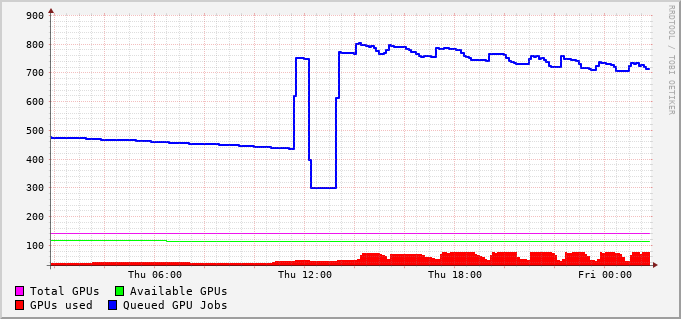 900
800
700
600
500
400
300
200
100
Thu 06:00 Thu 12:00 Thu 18:00 Fri 00:00
Total GPUs Available GPUs
GPUs used Queued GPU Jobs
RRDTOOL / TOBI OETIKER